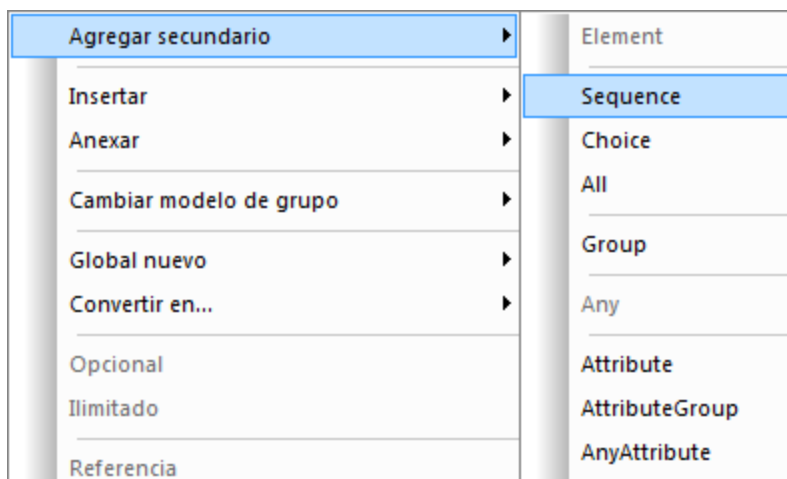 Agregar secundario
Insertar
Anexar
Cambiar modelo de grupo
Global nuevo
Convertir en...
Opcional
Ilimitado
Referencia
Element
Sequence
Choice
All
Group
Any
Attribute
AttributeGroup
AnyAttribute